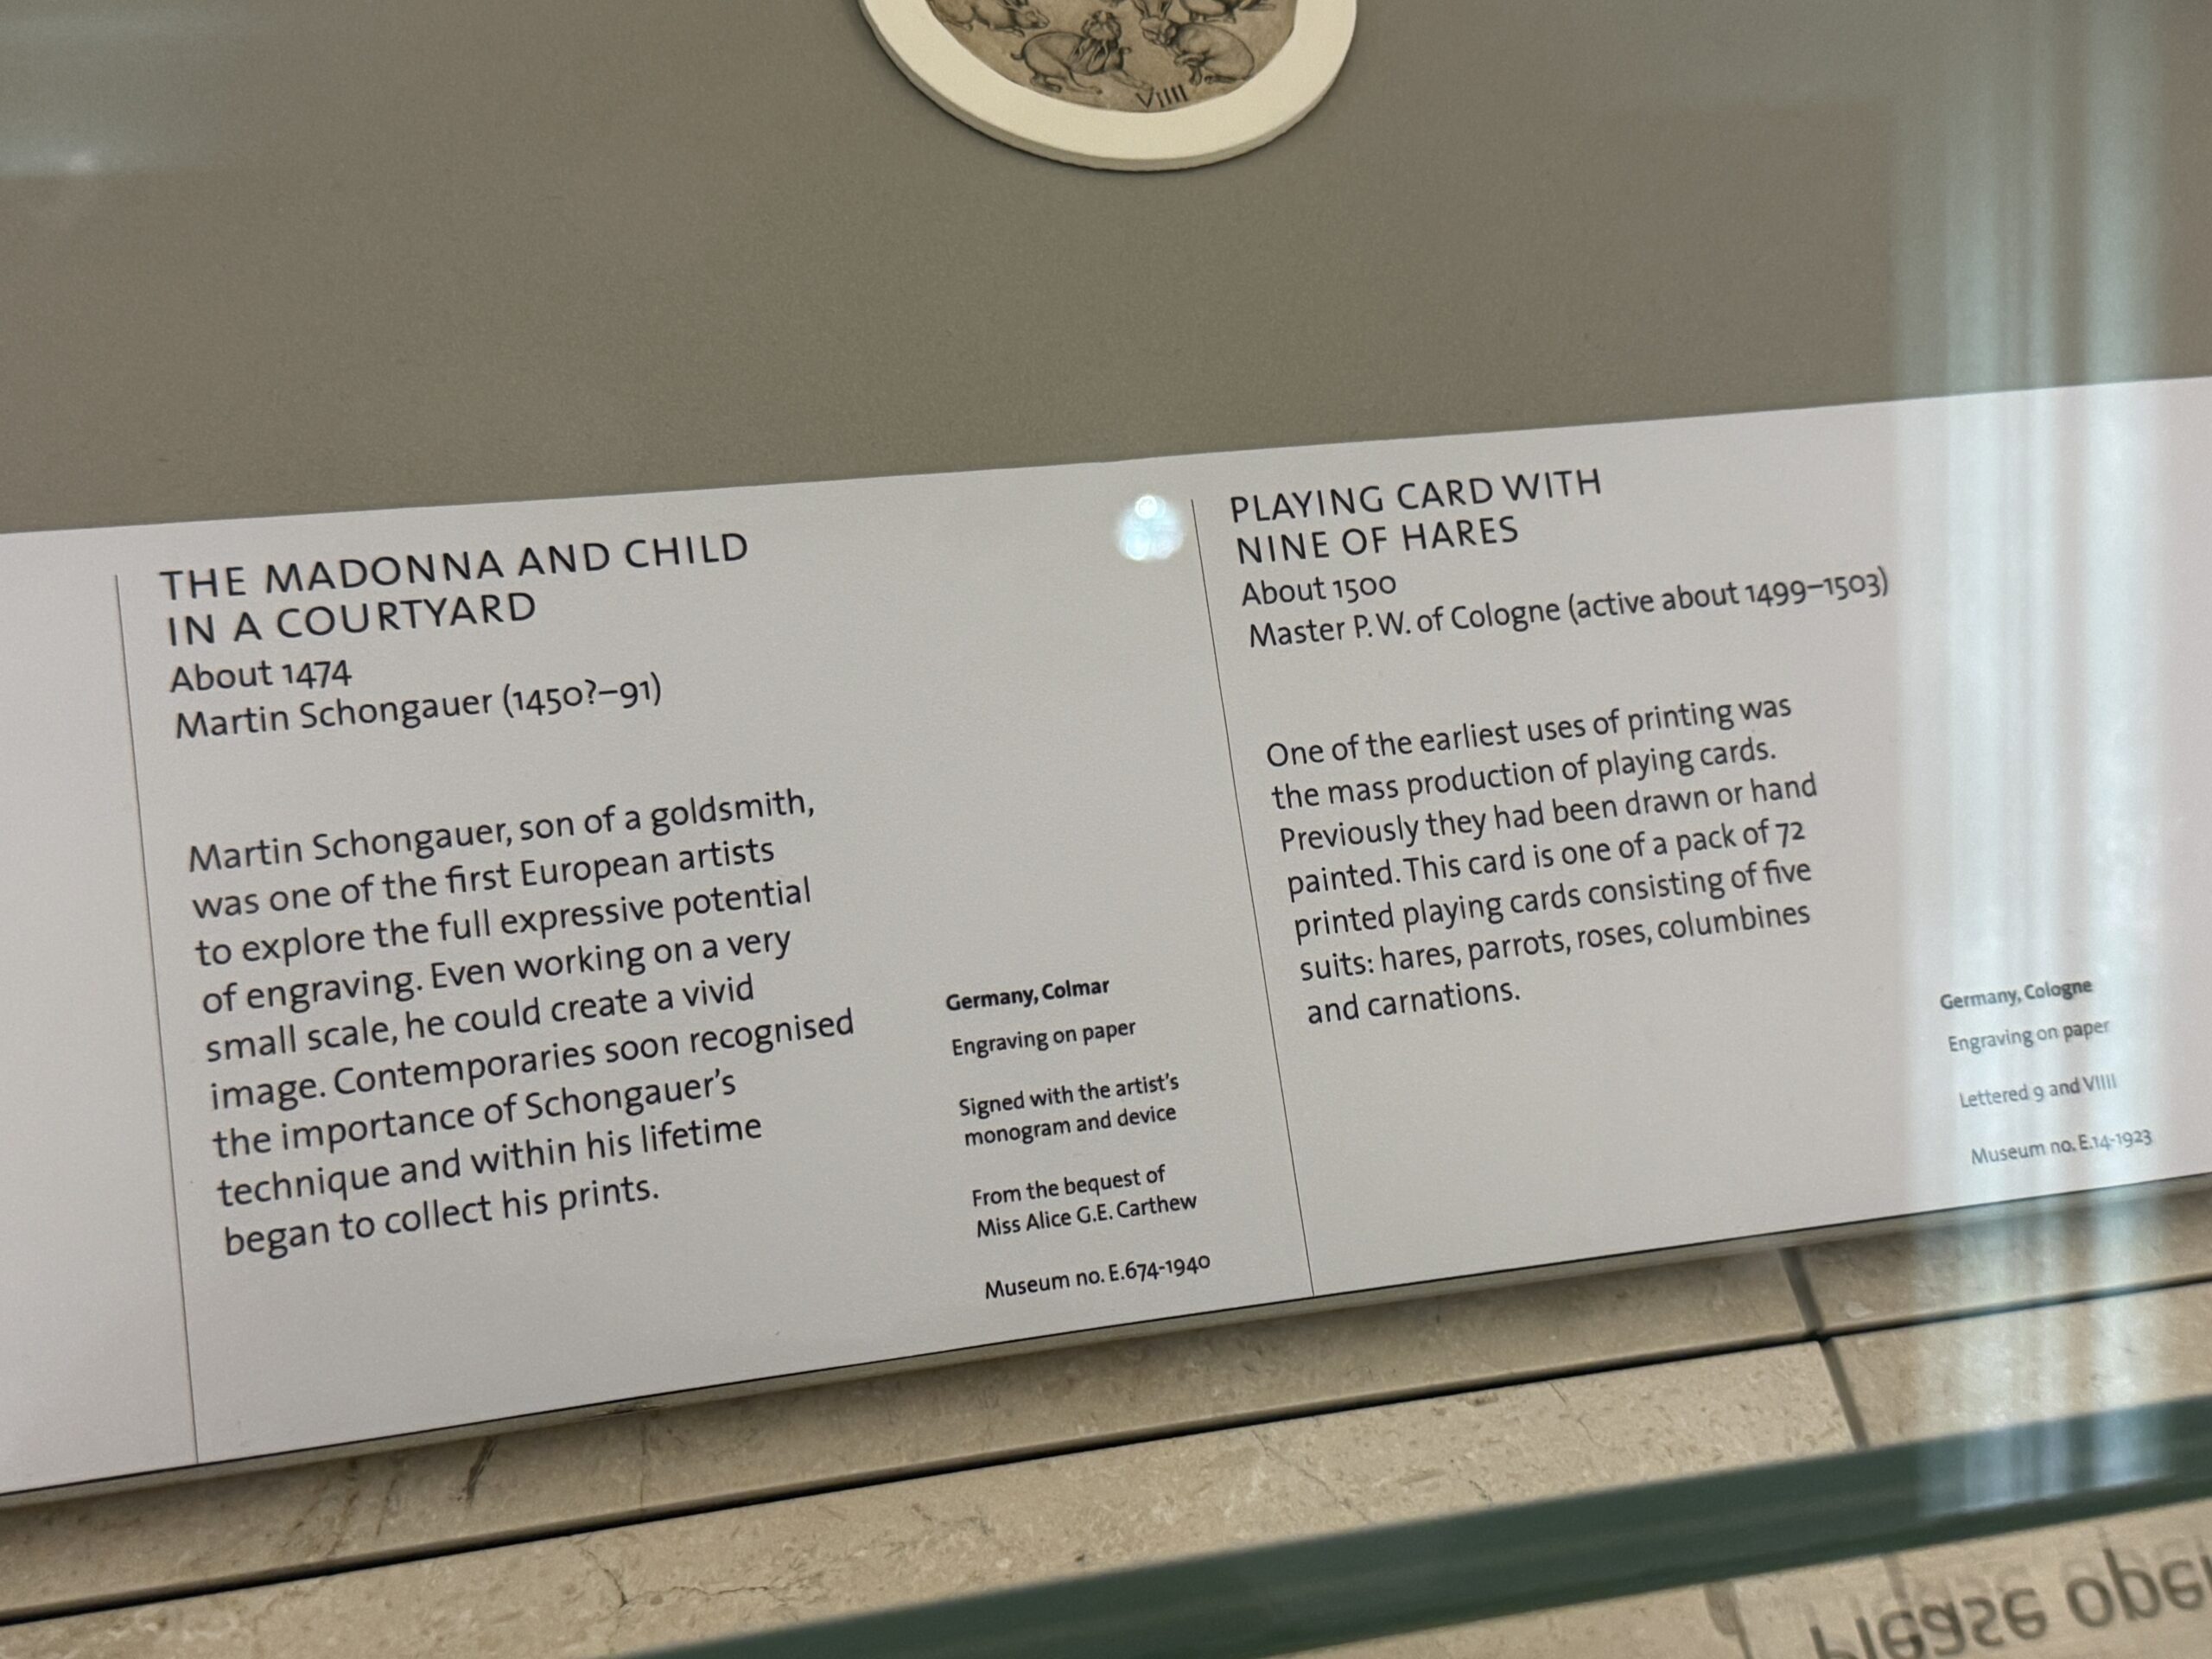 VIIII
THE MADONNA AND CHILD
IN A COURTYARD
About 1474
Martin Schongauer (1450?–91)
Martin Schongauer, son of a goldsmith,
was one of the first European artists
to explore the full expressive potential
of engraving. Even working on a very
small scale, he could create a vivid
image. Contemporaries soon recognised
the importance of Schongauer’s
technique and within his lifetime
began to collect his prints.
Germany, Colmar
Engraving on paper
Signed with the artist’s
monogram and device
From the bequest of
Miss Alice G.E. Carthew
Museum no. E.674-1940
PLAYING CARD WITH
NINE OF HARES
About 1500
Master P. W. of Cologne (active about 1499–1503)
One of the earliest uses of printing was
the mass production of playing cards.
Previously they had been drawn or hand
painted. This card is one of a pack of 72
printed playing cards consisting of five
suits: hares, parrots, roses, columbines
and carnations.
Germany, Cologne
Engraving on paper
Lettered 9 and VIIII
Museum no. E.14-1923
Please